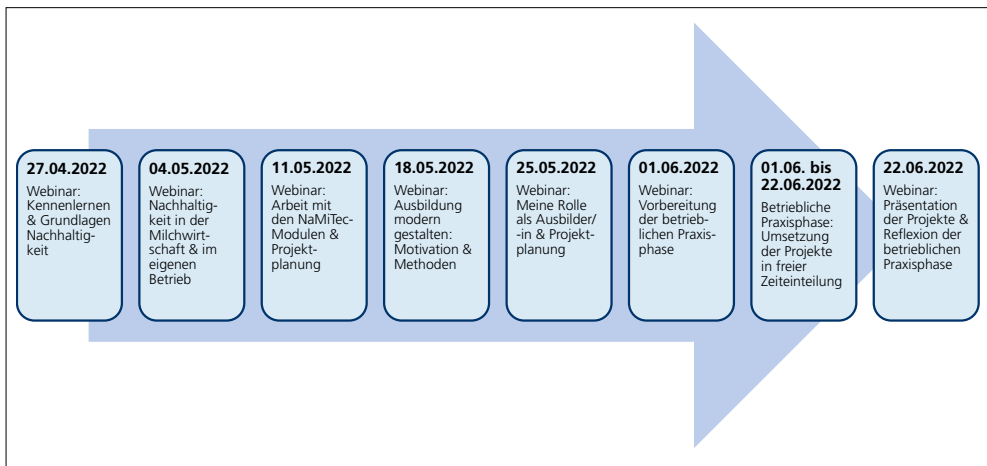 27.04.2022
Webinar:
Kennenlernen
& Grundlagen
Nachhaltig-
keit
04.05.2022
Webinar:
Nachhaltig-
keit in der
Milchwirt-
schaft & im
eigenen
Betrieb
11.05.2022
Webinar:
Arbeit mit
den NaMiTec-
Modulen &
Projekt-
planung
18.05.2022
Webinar:
Ausbildung
modern
gestalten:
Motivation &
Methoden
25.05.2022
Webinar:
Meine Rolle
als Ausbilder/
-in & Projekt-
planung
01.06.2022
Webinar:
Vorbereitung
der betrieb-
lichen Praxis-
phase
01.06. bis
22.06.2022
Betriebliche
Praxisphase:
Umsetzung
der Projekte
in freier
Zeiteinteilung
22.06.2022
Webinar:
Präsentation
der Projekte &
Reflexion der
betrieblichen
Praxisphase